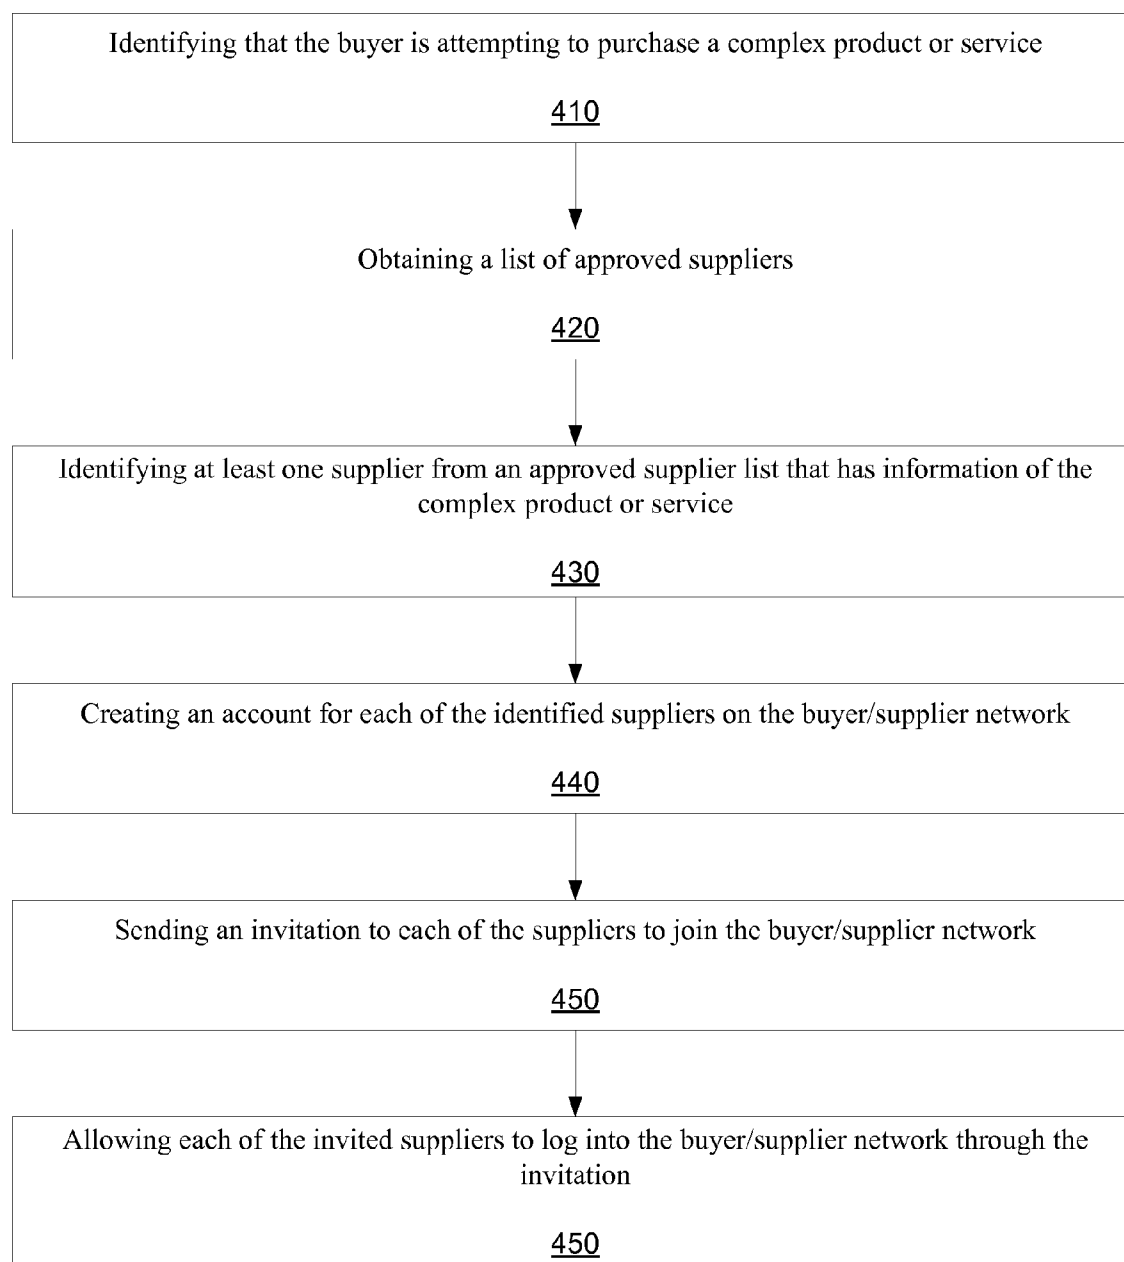 Identifying that the buyer is attempting to purchase a complex product or service
410
Obtaining a list of approved suppliers
420
Identifying at least one supplier from an approved supplier list that has information of the
complex product or service
430
Creating an account for each of the identified suppliers on the buyer/supplier network
440
Sending an invitation to each of the suppliers to join the buyer/supplier network
450
Allowing each of the invited suppliers to log into the buyer/supplier network through the
invitation
450